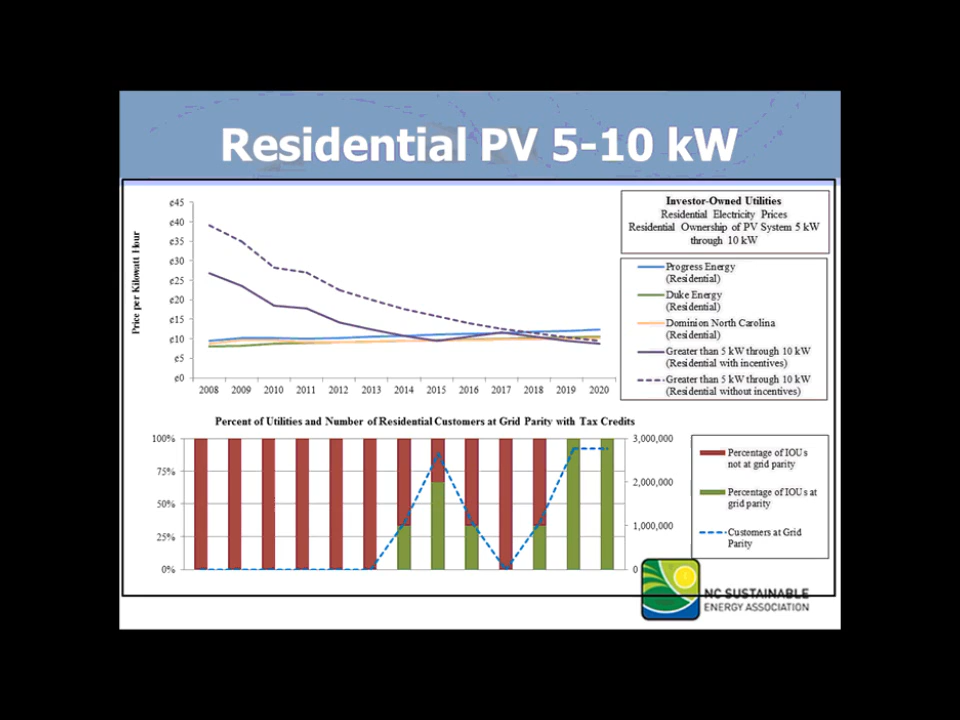 Residential PV 5-10 kW
¢45
¢40
¢35
¢30
¢25
¢20
¢15
¢10
¢5
¢0
Price per Kilowatt Hour
2008 2009 2010 2011 2012 2013 2014 2015 2016 2017 2018 2019 2020
Investor-Owned Utilities
Residential Electricity Prices
Residential Ownership of PV System 5 kW
through 10 kW
Progress Energy
(Residential)
Duke Energy
(Residential)
Dominion North Carolina
(Residential)
Greater than 5 kW through 10 kW
(Residential with incentives)
Greater than 5 kW through 10 kW
(Residential without incentives)
Percent of Utilities and Number of Residential Customers at Grid Parity with Tax Credits
100%
75%
50%
25%
0%
3,000,000
2,000,000
1,000,000
0
Percentage of IOUs
not at grid parity
Percentage of IOUs at
grid parity
Customers at Grid
Parity
NC SUSTAINABLE
ENERGY ASSOCIATION